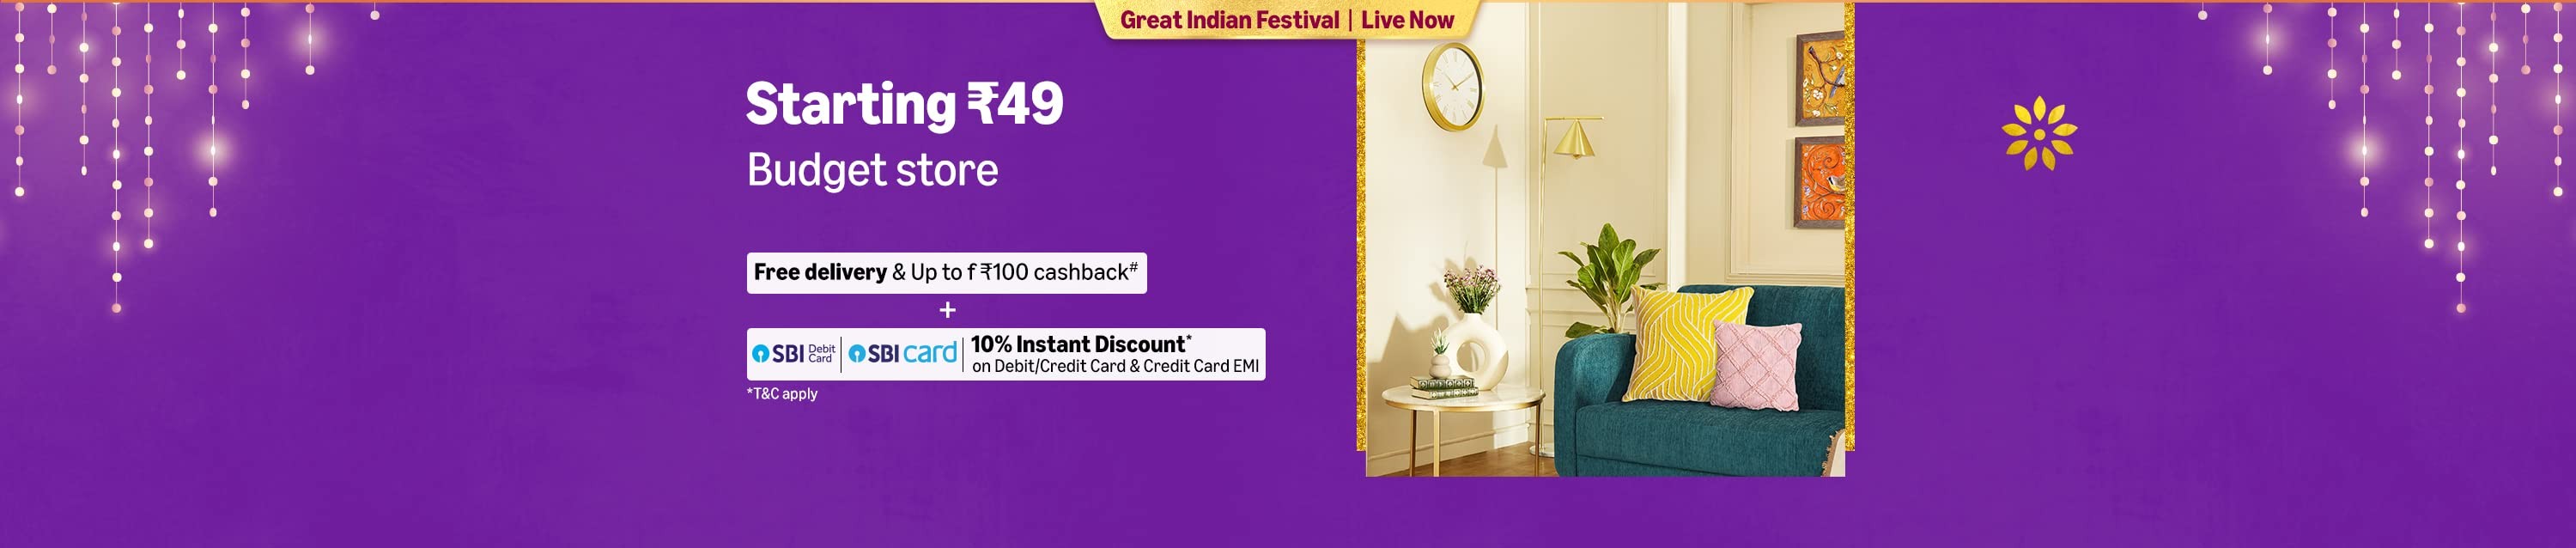 Great Indian Festival | Live Now
Starting ₹49
Budget store
Free delivery & Up to f ₹100 cashback#
+
SBI Debit Card | SBI card | 10% Instant Discount*
on Debit/Credit Card & Credit Card EMI
*T&C apply